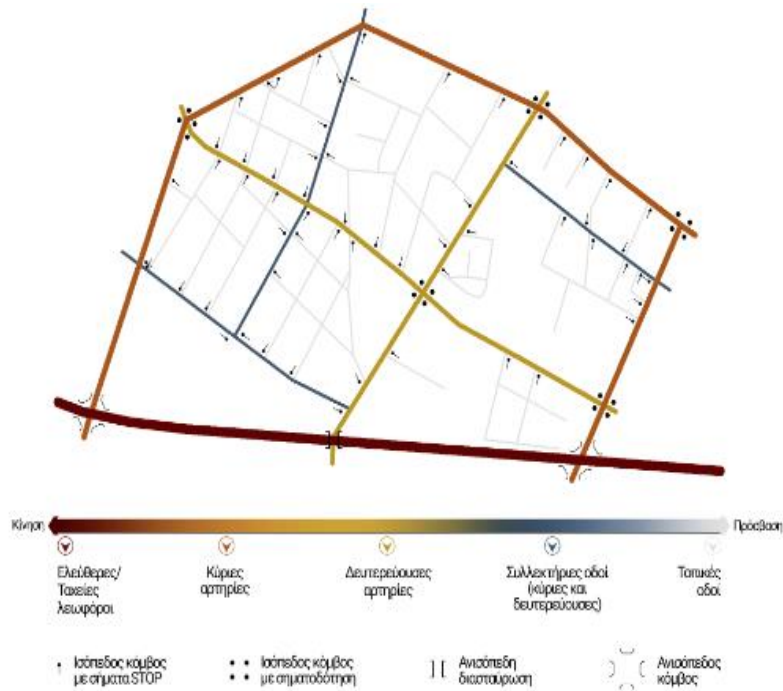 Κίνηση
Πρόσβαση
Ελεύθερες/
Ταχείες
λεωφόροι
Κύριες
αρτηρίες
Δευτερεύουσες
αρτηρίες
Συλλεκτήριες οδοί
(κύριες και
δευτερεύουσες)
Τοπικές
οδοί
Ισόπεδος κόμβος
με σήματα STOP
Ισόπεδος κόμβος
με σηματοδότηση
Ανισόπεδη
διασταύρωση
Ανισόπεδος
κόμβος